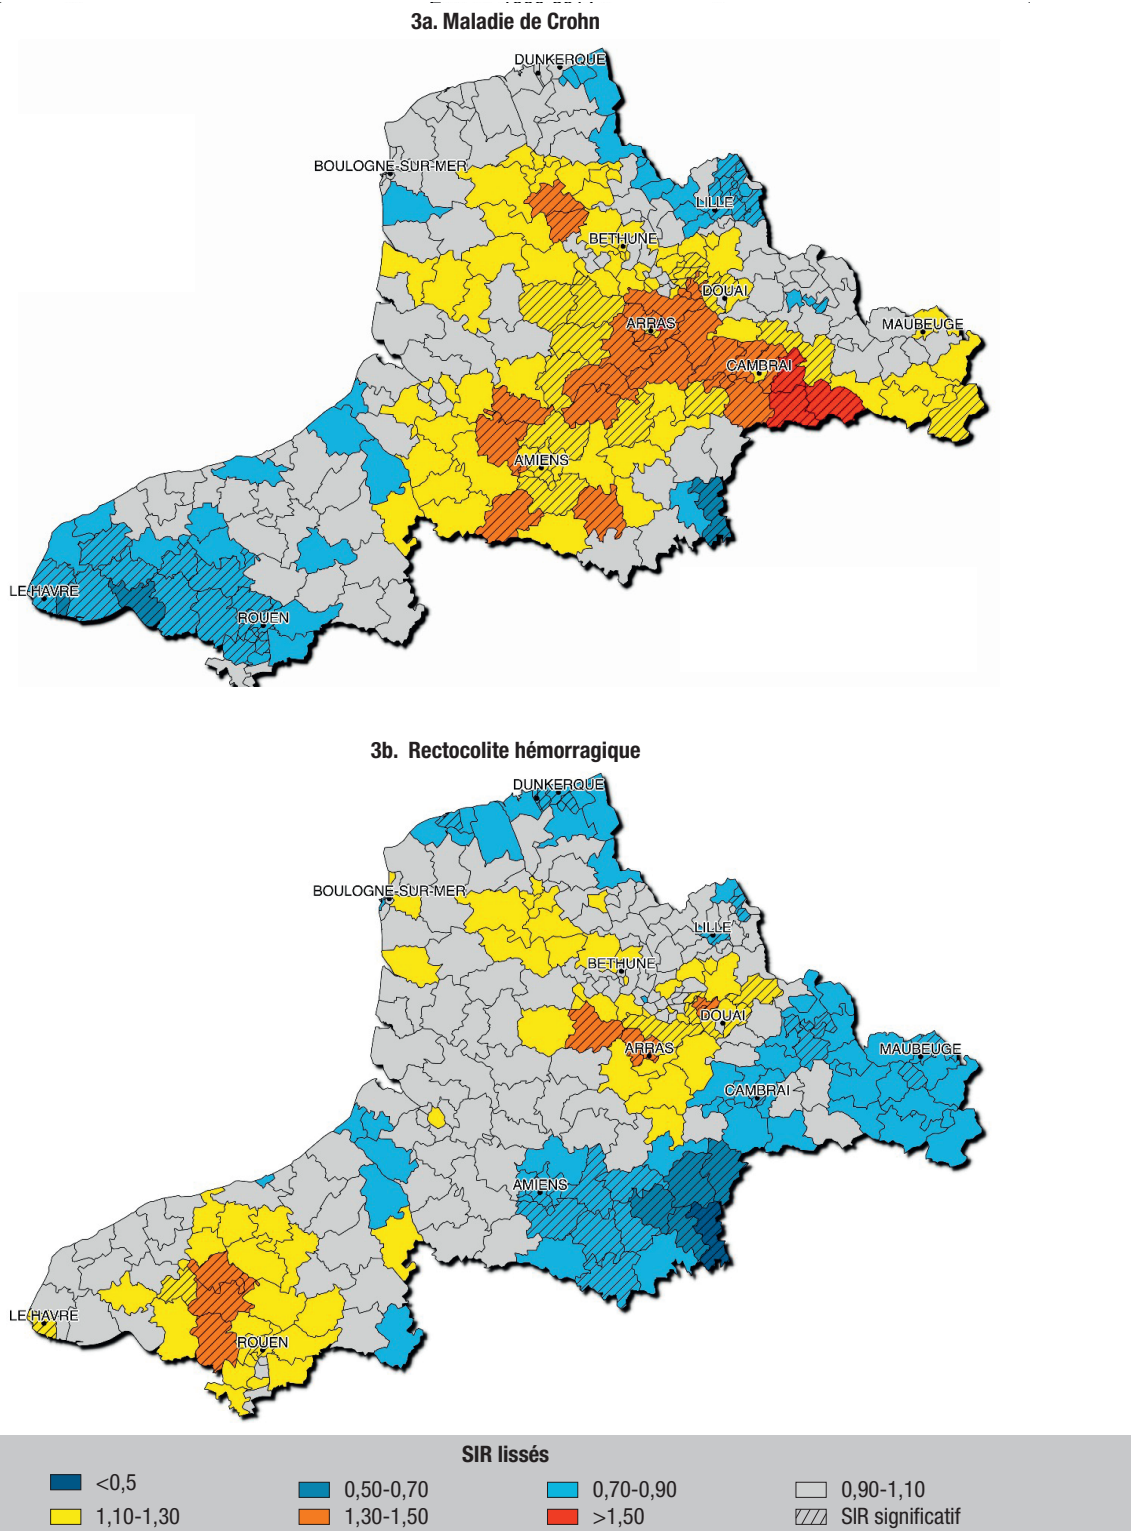 3a. Maladie de Crohn
DUNKERQUE
BOULOGNE-SUR-MER
LILLE
BETHUNE
DOUAI
ARRAS
MAUBEUGE
CAMBRAI
AMIENS
LE HAVRE
ROUEN
3b. Rectocolite hémorragique
DUNKERQUE
BOULOGNE-SUR-MER
LILLE
BETHUNE
DOUAI
ARRAS
MAUBEUGE
CAMBRAI
AMIENS
LE HAVRE
ROUEN
SIR lissés
<0,5
0,50-0,70
0,70-0,90
0,90-1,10
1,10-1,30
1,30-1,50
>1,50
SIR significatif